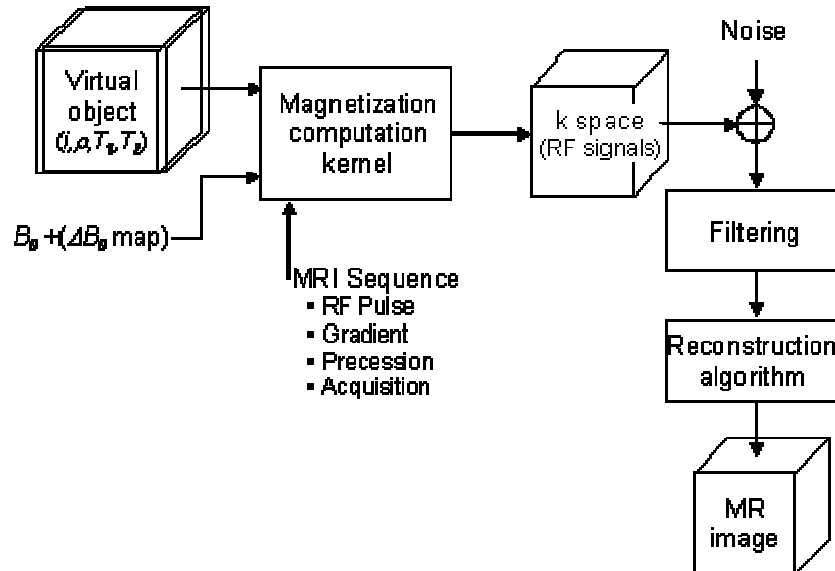 Virtual
object
(i,ρ,T₁,T₂)
B₀ +(ΔB₀ map)
Magnetization
computation
kernel
MRI Sequence
▪ RF Pulse
▪ Gradient
▪ Precession
▪ Acquisition
k space
(RF signals)
Noise
Filtering
Reconstruction
algorithm
MR
image